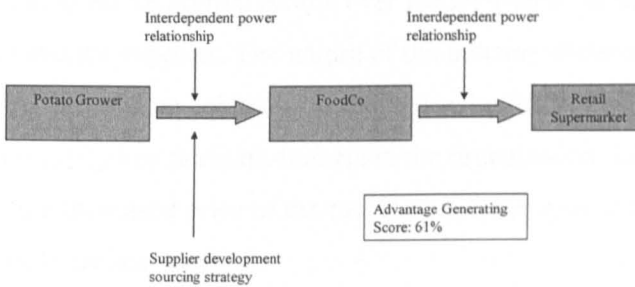 Interdependent power
relationship
Interdependent power
relationship
Potato Grower
FoodCo
Retail
Supermarket
Advantage Generating
Score: 61%
Supplier development
sourcing strategy